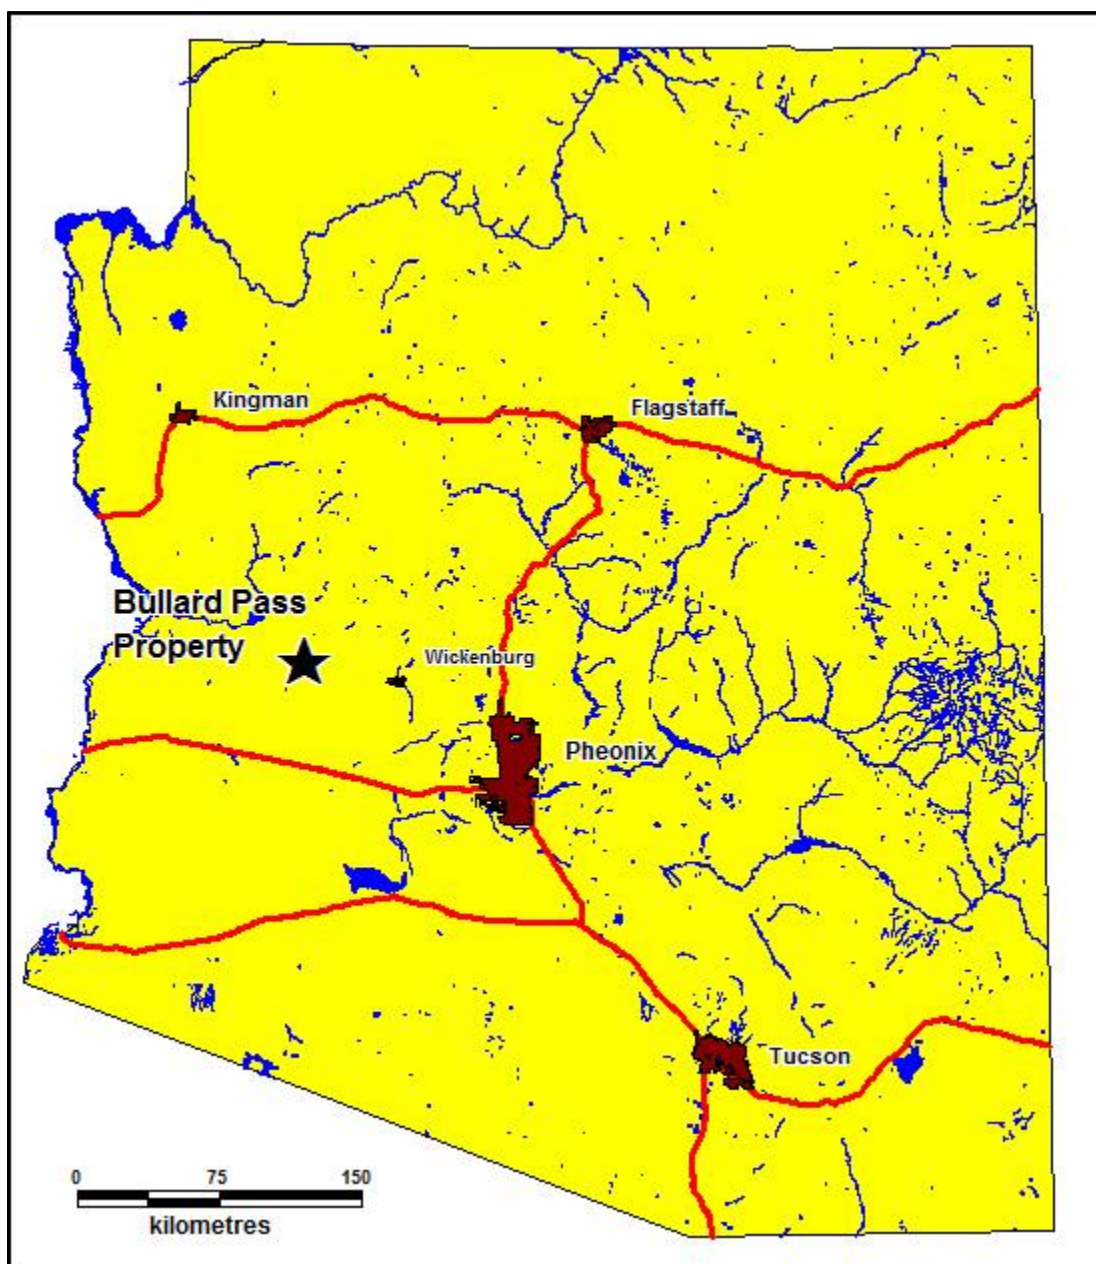 Kingman
Flagstaff
Bullard Pass
Property
Wickenburg
Pheonix
Tucson
0 75 150
kilometres